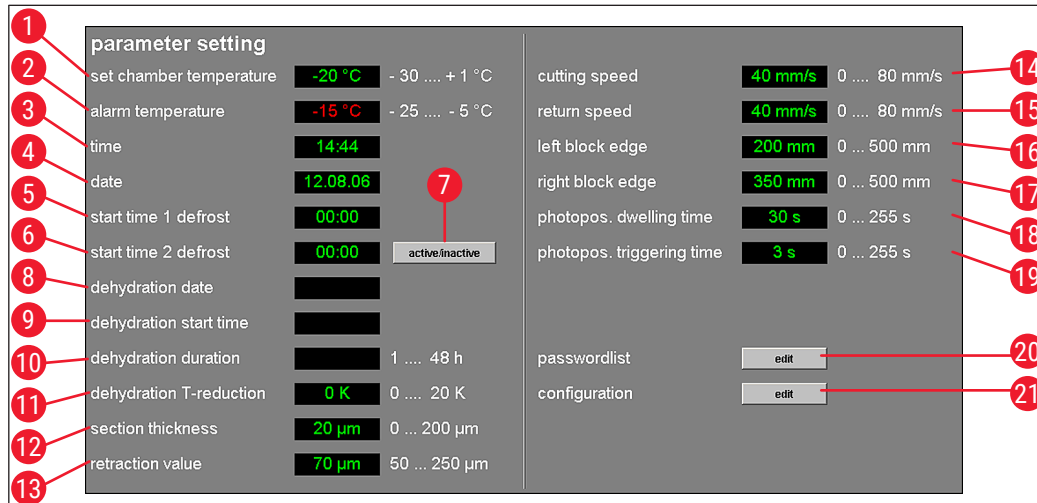 parameter setting
1 set chamber temperature -20 °C - 30 .... + 1 °C
2 alarm temperature -15 °C - 25 .... - 5 °C
3 time 14:44
4 date 12.08.06
5 start time 1 defrost 00:00 7
6 start time 2 defrost 00:00 active/inactive
8 dehydration date
9 dehydration start time
10 dehydration duration 1 .... 48 h
11 dehydration T-reduction 0 K 0 .... 20 K
12 section thickness 20 µm 0 ... 200 µm
13 retraction value 70 µm 50 ... 250 µm
cutting speed 40 mm/s 0 .... 80 mm/s 14
return speed 40 mm/s 0 .... 80 mm/s 15
left block edge 200 mm 0 ... 500 mm 16
right block edge 350 mm 0 ... 500 mm 17
photopos. dwelling time 30 s 0 ... 255 s 18
photopos. triggering time 3 s 0 ... 255 s 19
passwordlist edit 20
configuration edit 21